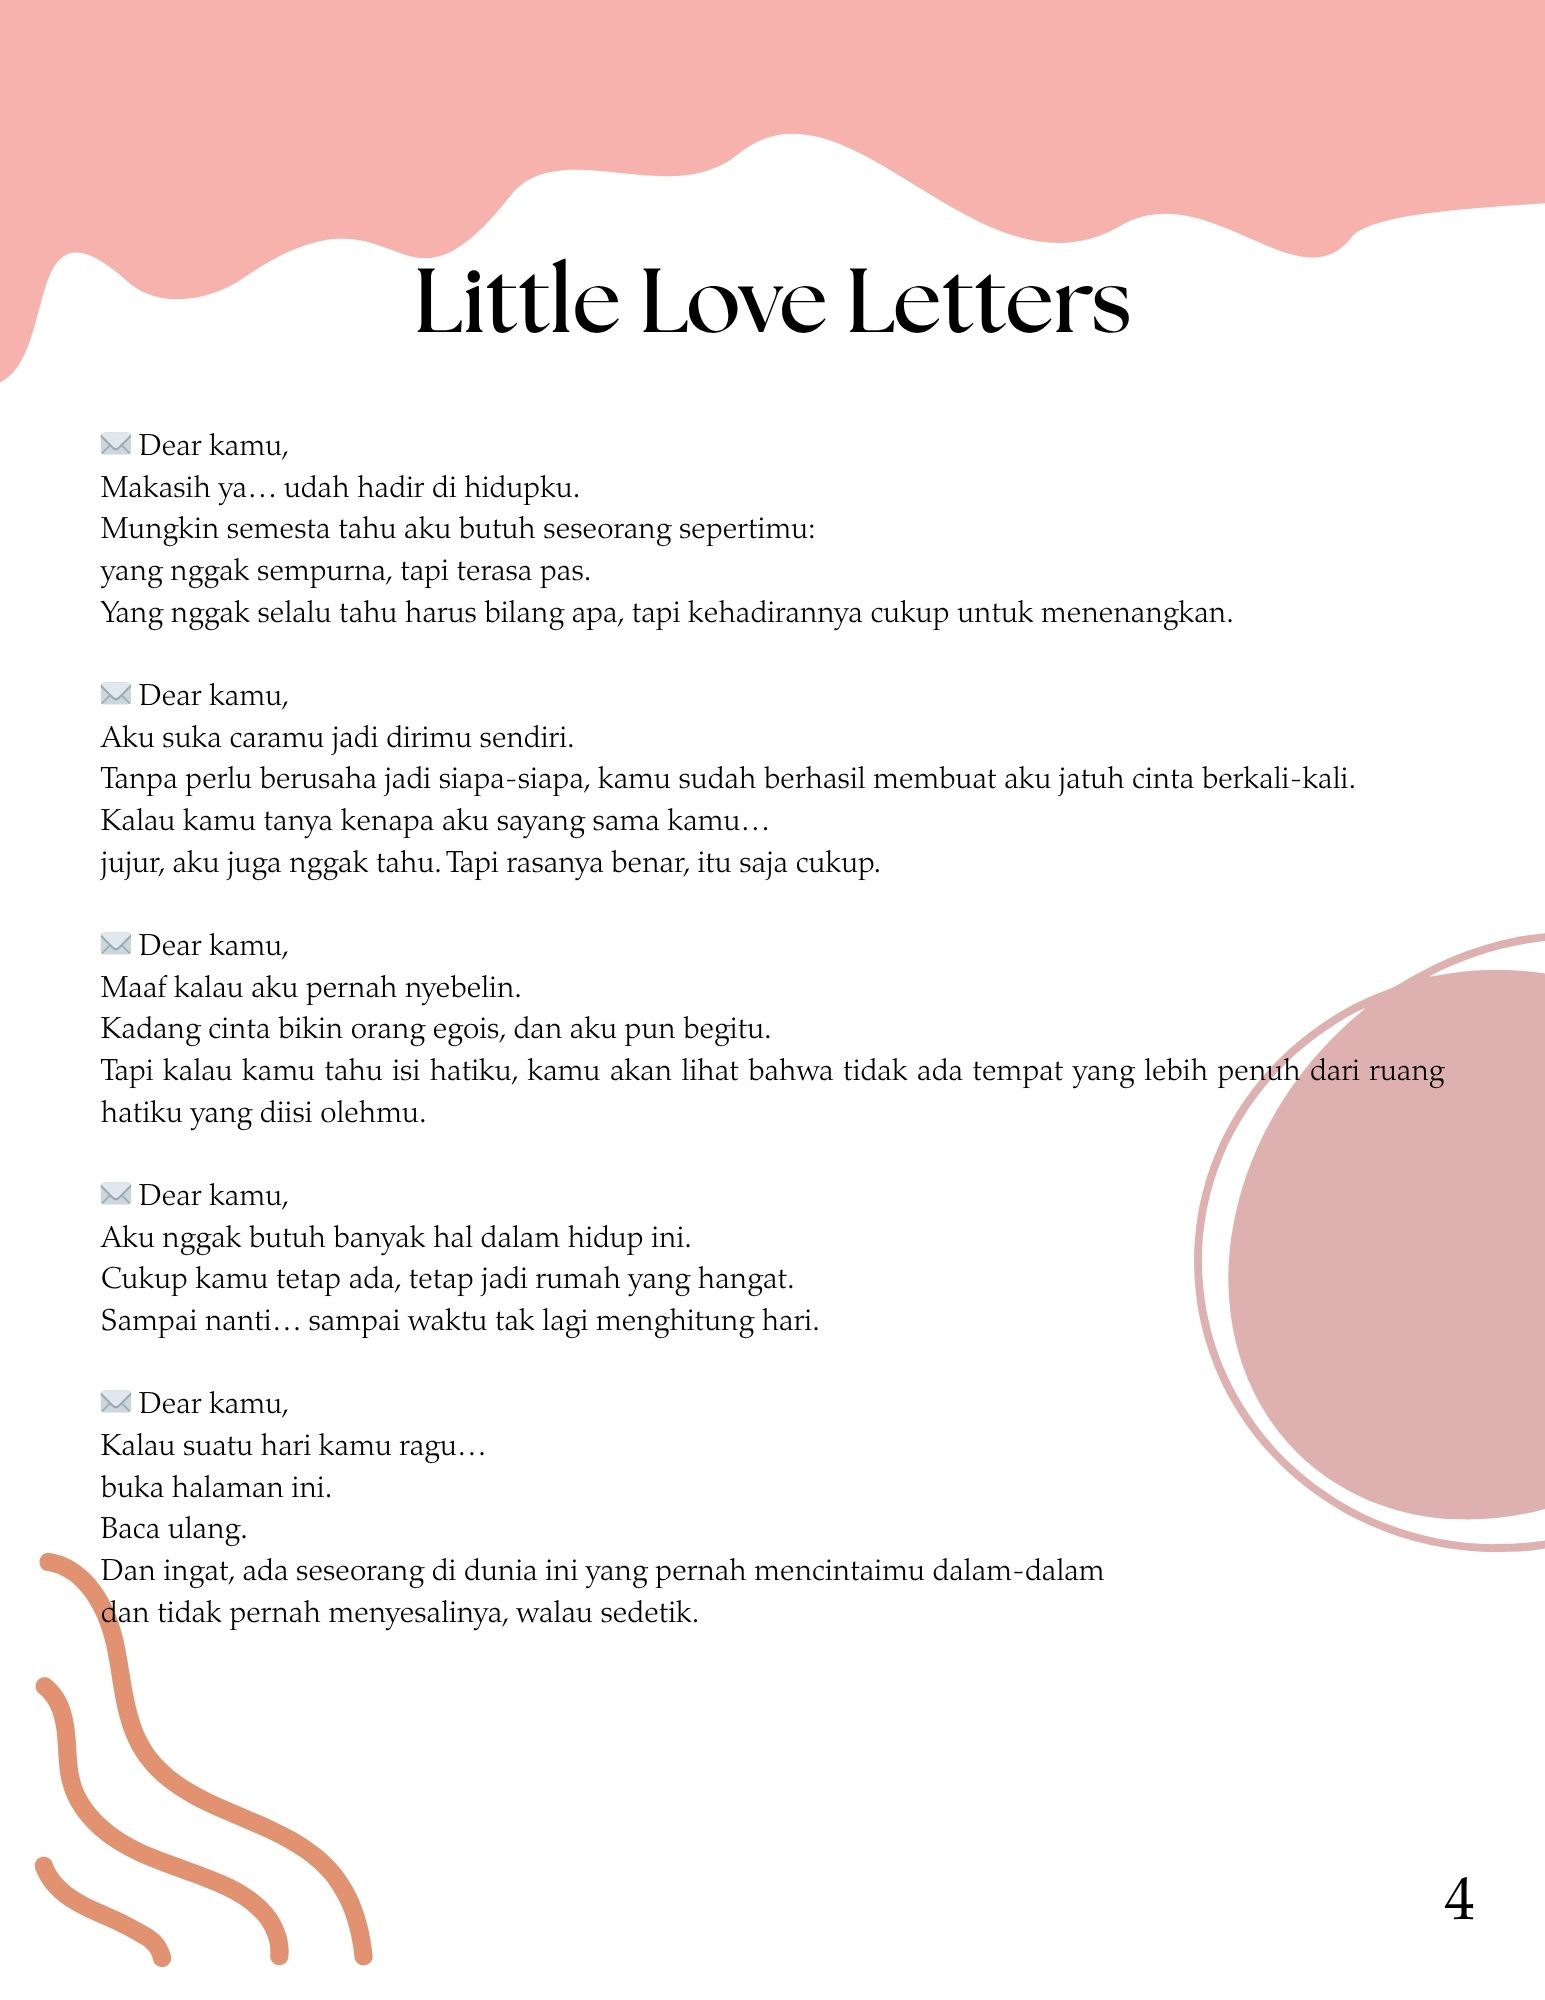 Little Love Letters
✉️ Dear kamu,
Makasih ya… udah hadir di hidupku.
Mungkin semesta tahu aku butuh seseorang sepertimu:
yang nggak sempurna, tapi terasa pas.
Yang nggak selalu tahu harus bilang apa, tapi kehadirannya cukup untuk menenangkan.
✉️ Dear kamu,
Aku suka caramu jadi dirimu sendiri.
Tanpa perlu berusaha jadi siapa-siapa, kamu sudah berhasil membuat aku jatuh cinta berkali-kali.
Kalau kamu tanya kenapa aku sayang sama kamu…
jujur, aku juga nggak tahu. Tapi rasanya benar, itu saja cukup.
✉️ Dear kamu,
Maaf kalau aku pernah nyebelin.
Kadang cinta bikin orang egois, dan aku pun begitu.
Tapi kalau kamu tahu isi hatiku, kamu akan lihat bahwa tidak ada tempat yang lebih penuh dari ruang
hatiku yang diisi olehmu.
✉️ Dear kamu,
Aku nggak butuh banyak hal dalam hidup ini.
Cukup kamu tetap ada, tetap jadi rumah yang hangat.
Sampai nanti… sampai waktu tak lagi menghitung hari.
✉️ Dear kamu,
Kalau suatu hari kamu ragu…
buka halaman ini.
Baca ulang.
Dan ingat, ada seseorang di dunia ini yang pernah mencintaimu dalam-dalam
dan tidak pernah menyesalinya, walau sedetik.
4